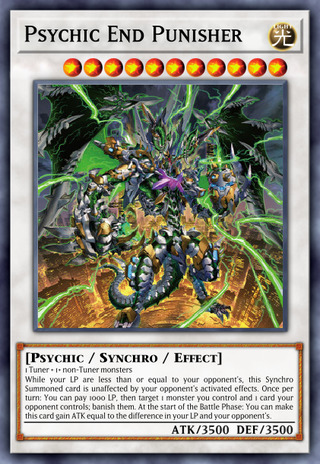 PSYCHIC END PUNISHER
LIGHT
光
[PSYCHIC / SYNCHRO / EFFECT]
1 Tuner + 1+ non-Tuner monsters
While your LP are less than or equal to your opponent's, this Synchro
Summoned card is unaffected by your opponent's activated effects. Once per
turn: You can pay 1000 LP, then target 1 monster you control and 1 card your
opponent controls; banish them. At the start of the Battle Phase: You can make
this card gain ATK equal to the difference in your LP and your opponent's.
ATK/3500 DEF/3500